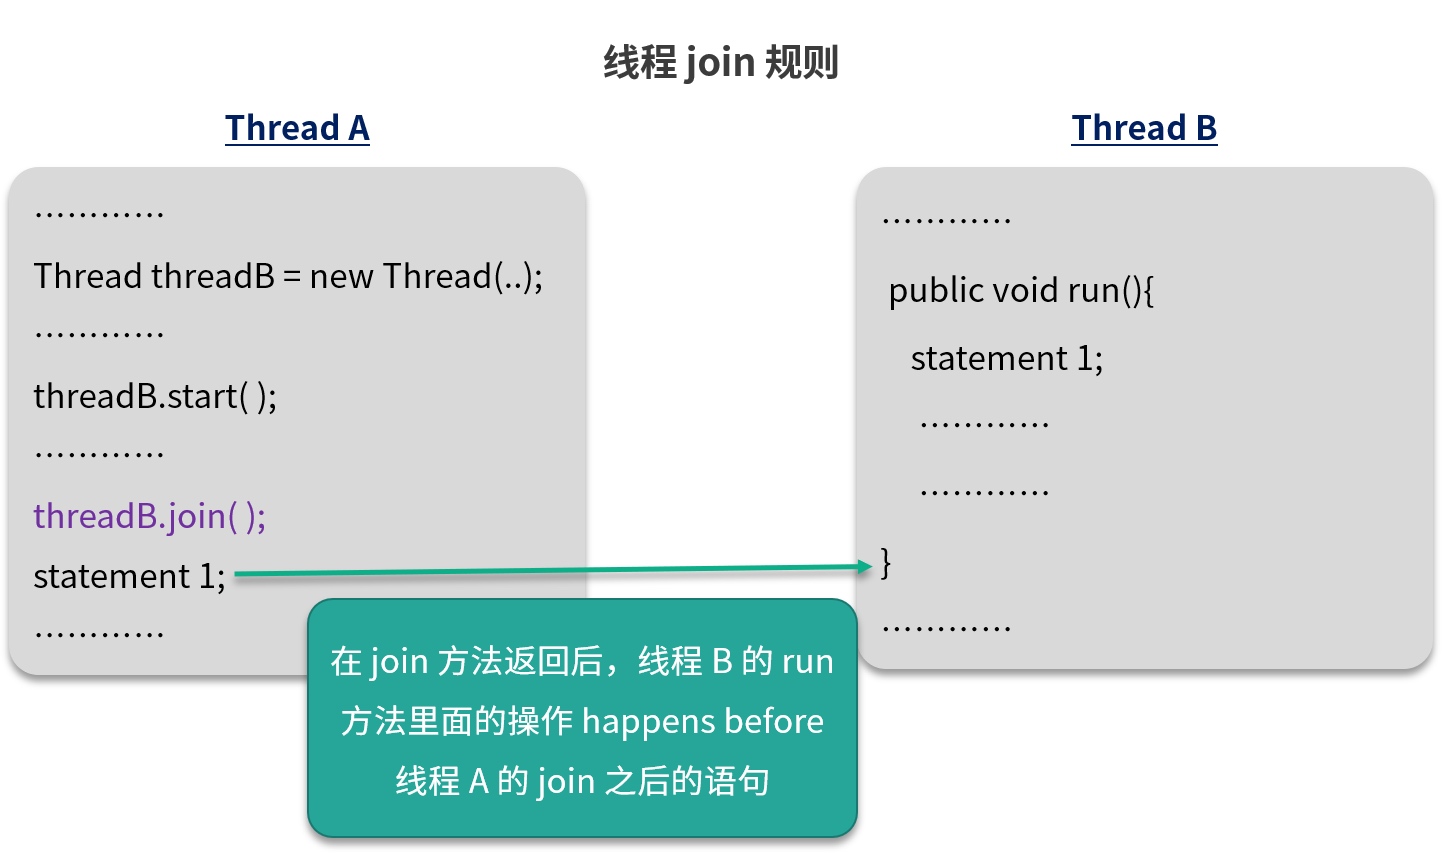 线程 join 规则
Thread A
…………
Thread threadB = new Thread(..);
…………
threadB.start( );
…………
threadB.join( );
statement 1;
…………
Thread B
…………
public void run(){
statement 1;
…………
…………
}
…………
在 join 方法返回后，线程 B 的 run
方法里面的操作 happens before
线程 A 的 join 之后的语句